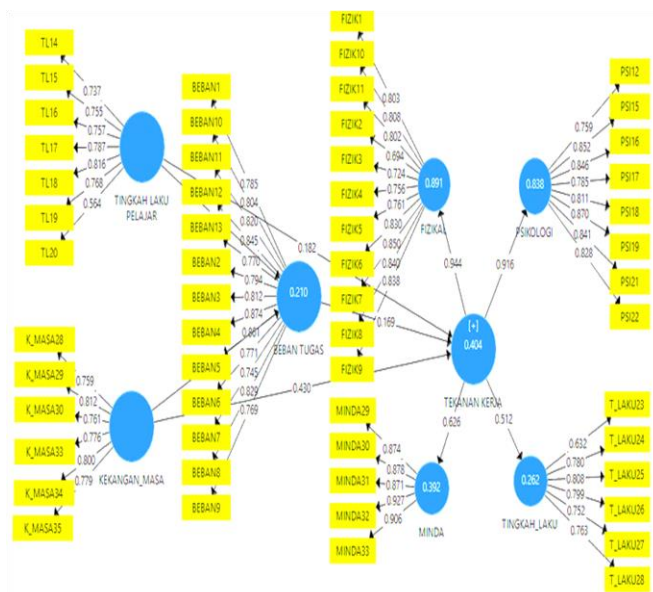 TL14
TL15
TL16
TL17
TL18
TL19
TL20
0.737
0.755
0.757
0.787
0.816
0.768
0.564
TINGKAH LAKU
PELAJAR
K_MASA28
K_MASA29
K_MASA30
K_MASA33
K_MASA34
K_MASA35
0.759
0.812
0.761
0.776
0.800
0.779
KEKANGAN_MASA
BEBAN1
BEBAN10
BEBAN11
BEBAN12
BEBAN13
BEBAN2
BEBAN3
BEBAN4
BEBAN5
BEBAN6
BEBAN7
BEBAN8
BEBAN9
0.785
0.804
0.820
0.845
0.770
0.794
0.812
0.874
0.771
0.745
0.829
0.769
0.210
BEBAN TUGAS
0.182
0.169
0.430
FIZIK1
FIZIK10
FIZIK11
FIZIK2
FIZIK3
FIZIK4
FIZIK5
FIZIK6
FIZIK7
FIZIK8
FIZIK9
0.803
0.808
0.802
0.694
0.724
0.756
0.761
0.830
0.850
0.840
0.838
0.891
FIZIKAL
0.944
0.916
[+]
0.404
TEKANAN KERJA
0.626
0.512
0.838
PSIKOLOGI
0.759
0.852
0.846
0.785
0.811
0.870
0.841
0.828
PSI12
PSI15
PSI16
PSI17
PSI18
PSI19
PSI21
PSI22
MINDA29
MINDA30
MINDA31
MINDA32
MINDA33
0.874
0.878
0.871
0.927
0.906
0.392
MINDA
0.262
TINGKAH_LAKU
0.632
0.780
0.808
0.799
0.752
0.763
T_LAKU23
T_LAKU24
T_LAKU25
T_LAKU26
T_LAKU27
T_LAKU28